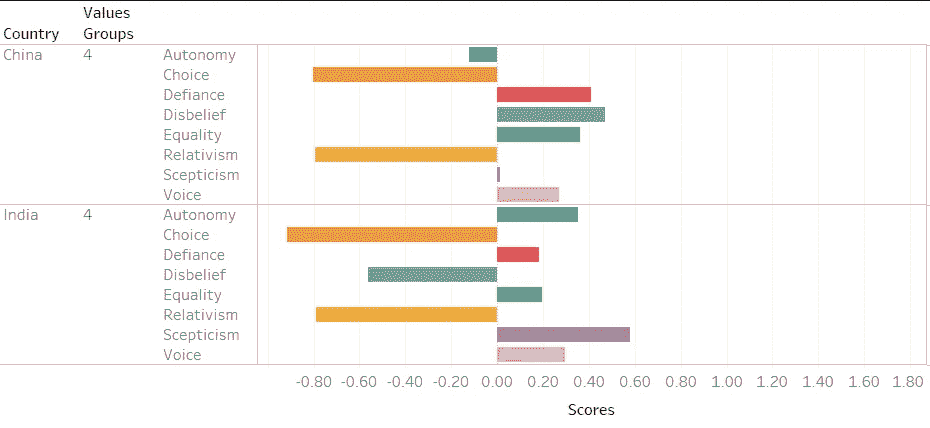 Values
Country Groups
China 4 Autonomy
Choice
Defiance
Disbelief
Equality
Relativism
Scepticism
Voice
India 4 Autonomy
Choice
Defiance
Disbelief
Equality
Relativism
Scepticism
Voice
-0.80 -0.60 -0.40 -0.20 0.00 0.20 0.40 0.60 0.80 1.00 1.20 1.40 1.60 1.80
Scores